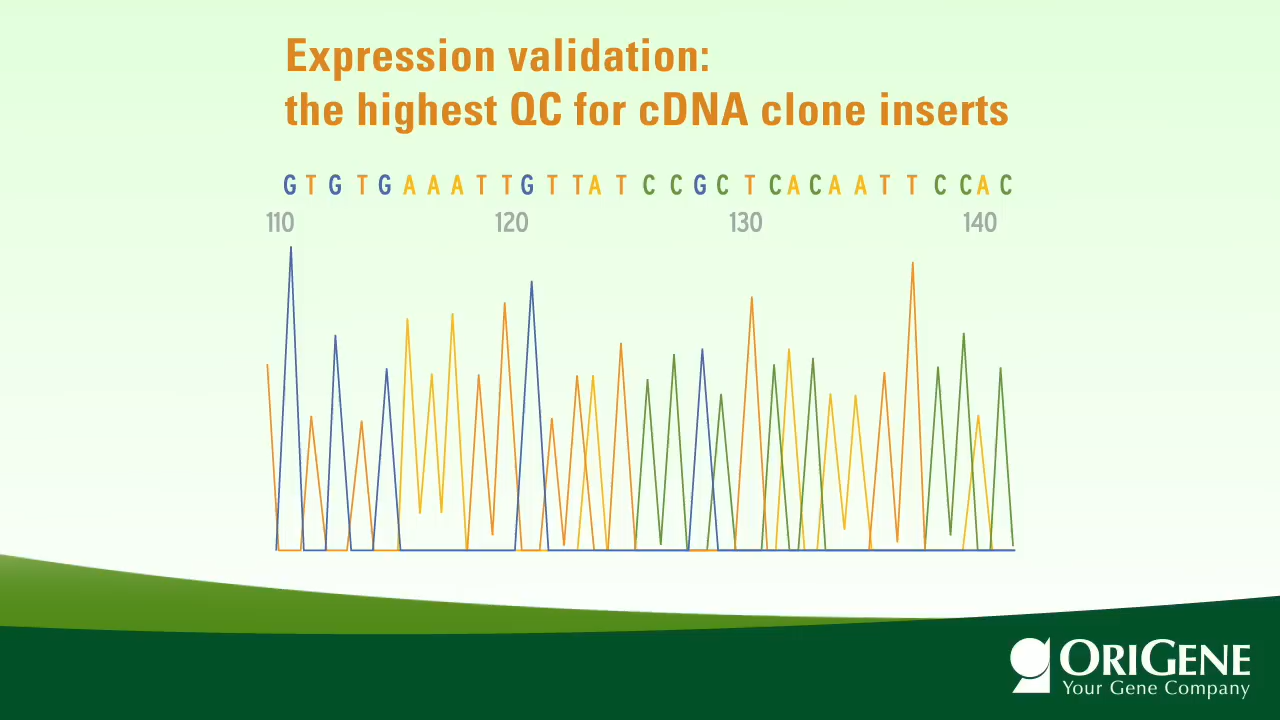 Expression validation:
the highest QC for cDNA clone inserts
G T G T G A A A T T G T T A T C C G C T C A C A A T T C C A C
110 120 130 140
ORIGENE
Your Gene Company